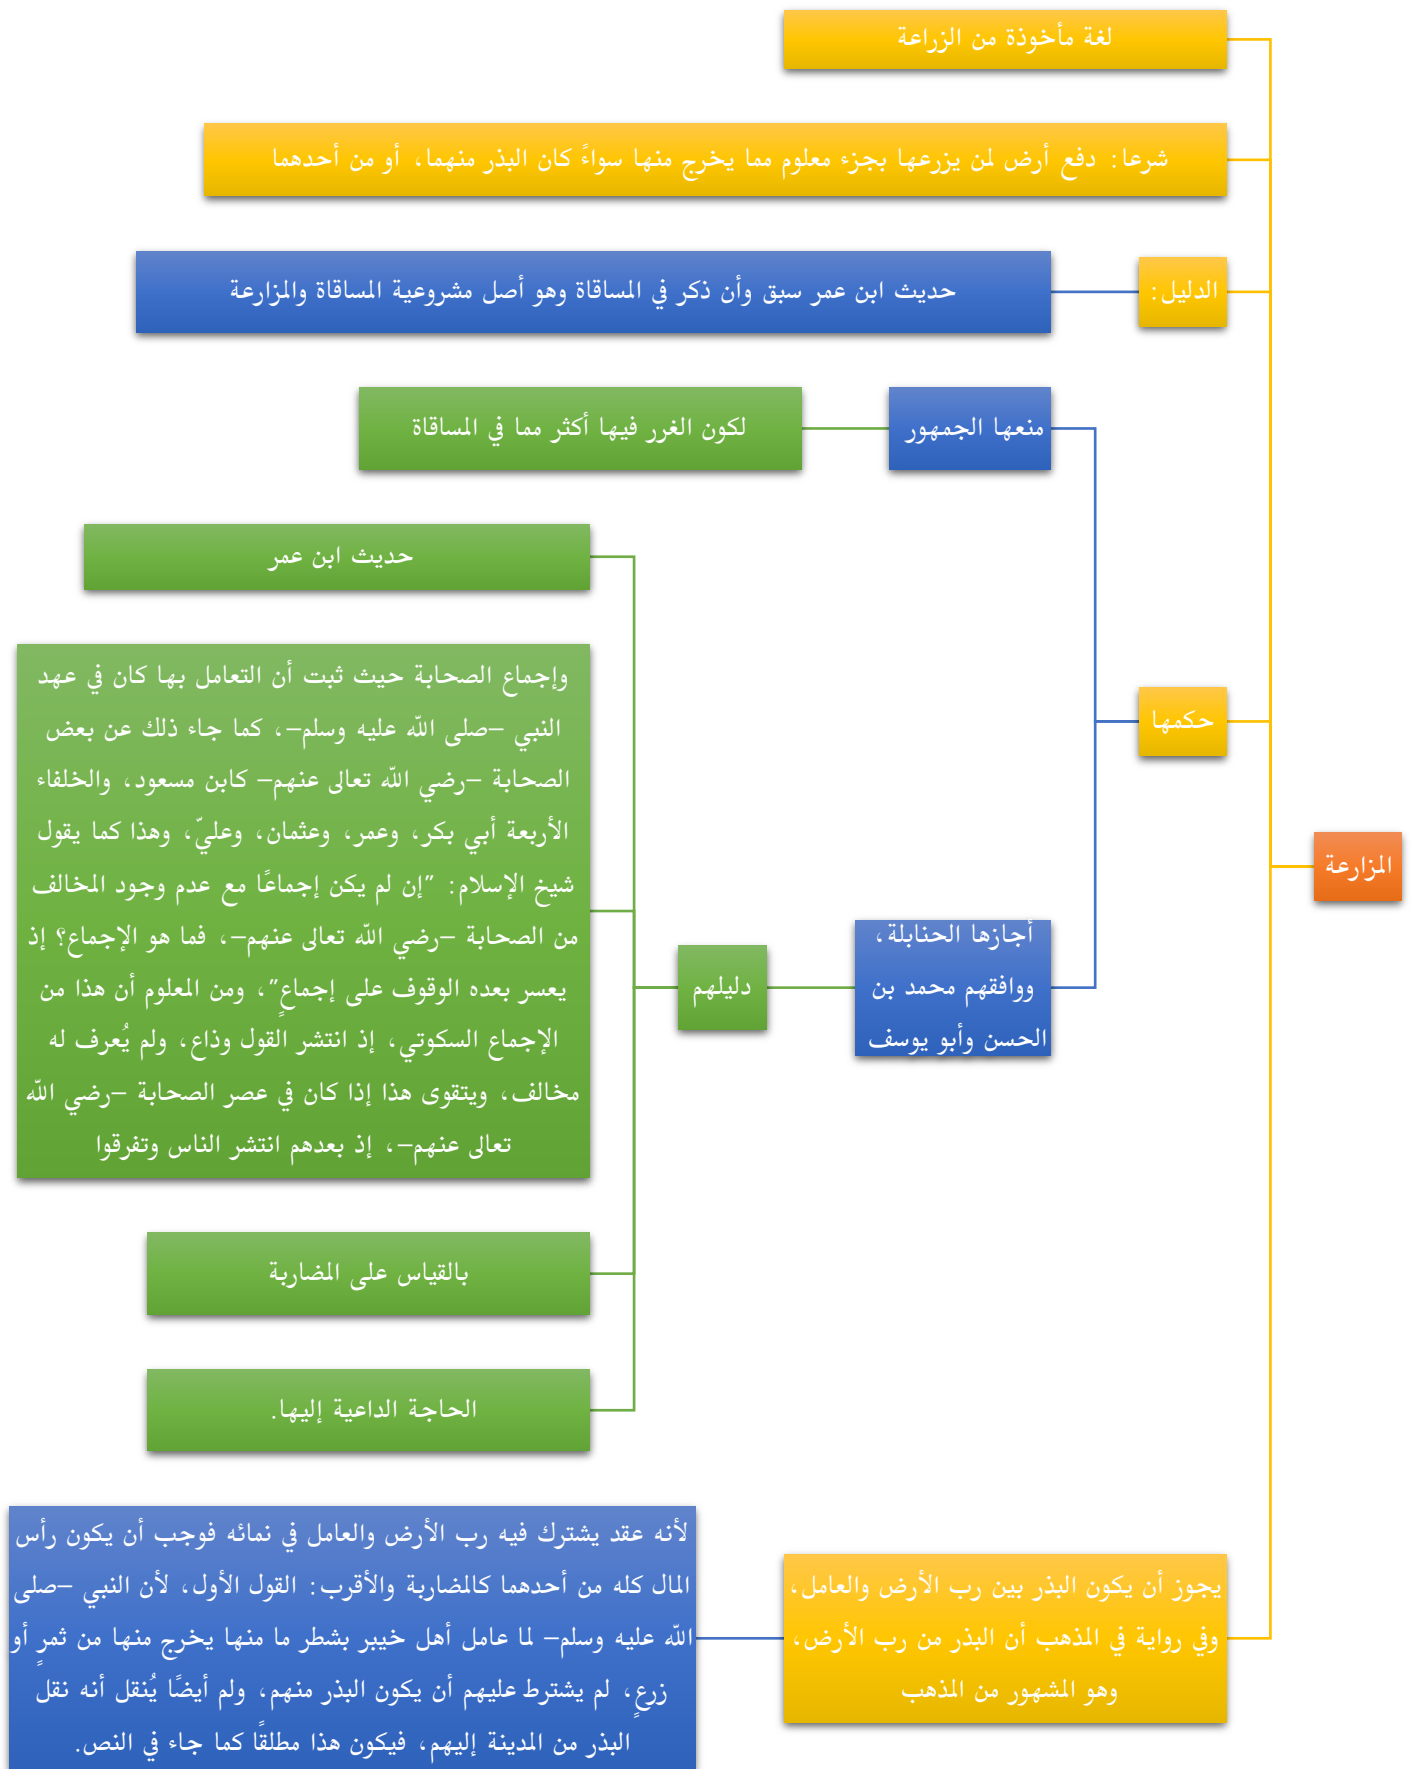 المزارعة
لغة مأخوذة من الزراعة
شرعا: دفع أرض لمن يزرعها بجزء معلوم مما يخرج منها سواءً كان البذر منهما، أو من أحدهما
الدليل:
حديث ابن عمر سبق وأن ذكر في المساقاة وهو أصل مشروعية المساقاة والمزارعة
حكمها
منعها الجمهور
لكون الغرر فيها أكثر مما في المساقاة
أجازها الحنابلة،
ووافقهم محمد بن
الحسن وأبو يوسف
دليلهم
حديث ابن عمر
وإجماع الصحابة حيث ثبت أن التعامل بها كان في عهد
النبي –صلى الله عليه وسلم–، كما جاء ذلك عن بعض
الصحابة –رضي الله تعالى عنهم– كابن مسعود، والخلفاء
الأربعة أبي بكر، وعمر، وعثمان، وعليّ، وهذا كما يقول
شيخ الإسلام: "إن لم يكن إجماعًا مع عدم وجود المخالف
من الصحابة –رضي الله تعالى عنهم–، فما هو الإجماع؟ إذ
يعسر بعده الوقوف على إجماعٍ"، ومن المعلوم أن هذا من
الإجماع السكوتي، إذ انتشر القول وذاع، ولم يُعرف له
مخالف، ويتقوى هذا إذا كان في عصر الصحابة –رضي الله
تعالى عنهم–، إذ بعدهم انتشر الناس وتفرقوا
بالقياس على المضاربة
الحاجة الداعية إليها.
يجوز أن يكون البذر بين رب الأرض والعامل،
وفي رواية في المذهب أن البذر من رب الأرض،
وهو المشهور من المذهب
لأنه عقد يشترك فيه رب الأرض والعامل في نمائه فوجب أن يكون رأس
المال كله من أحدهما كالمضاربة والأقرب: القول الأول، لأن النبي –صلى
الله عليه وسلم– لما عامل أهل خيبر بشطر ما منها يخرج منها من ثمرٍ أو
زرعٍ، لم يشترط عليهم أن يكون البذر منهم، ولم أيضًا يُنقل أنه نقل
البذر من المدينة إليهم، فيكون هذا مطلقًا كما جاء في النص.